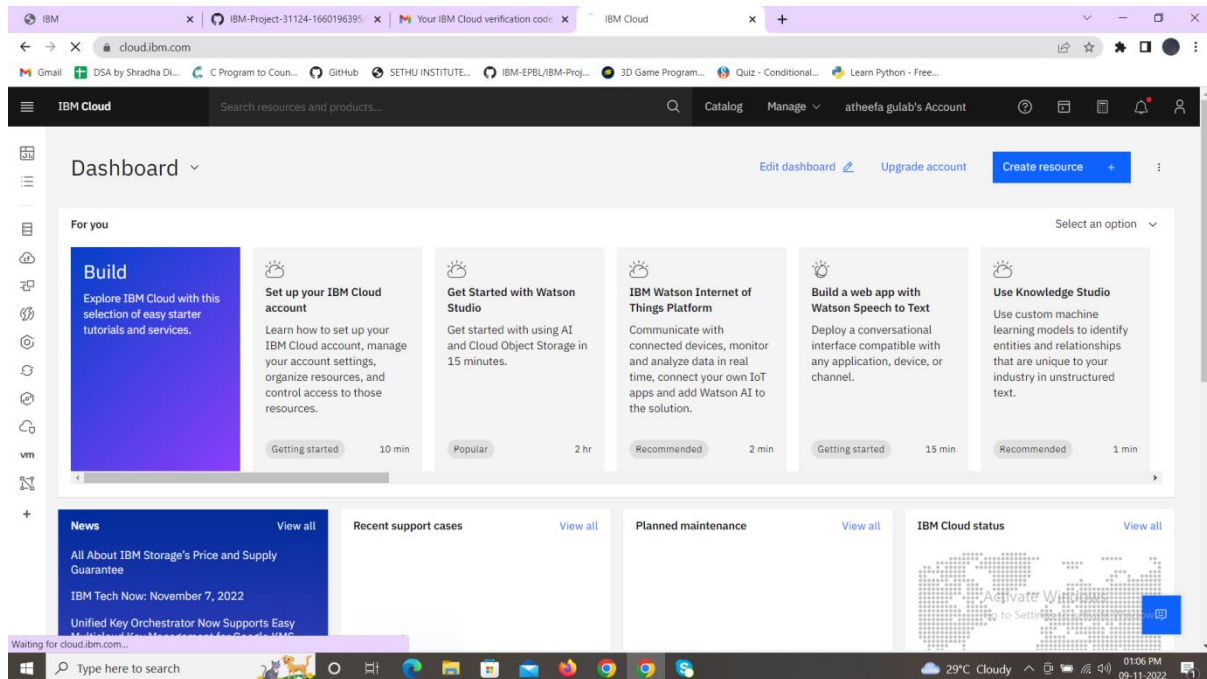 IBM
IBM-Project-31124-1660196395/
Your IBM Cloud verification code
IBM Cloud
cloud.ibm.com
Gmail
DSA by Shradha Di...
C Program to Coun...
GitHub
SETHU INSTITUTE...
IBM-EPBL/IBM-Proj...
3D Game Program...
Quiz - Conditional...
Learn Python - Free...
IBM Cloud
Search resources and products...
Catalog
Manage
atheefa gulab's Account
Dashboard
Edit dashboard
Upgrade account
Create resource +
For you
Select an option
Build
Explore IBM Cloud with this
selection of easy starter
tutorials and services.
Set up your IBM Cloud
account
Learn how to set up your
IBM Cloud account, manage
your account settings,
organize resources, and
control access to those
resources.
Getting started
10 min
Get Started with Watson
Studio
Get started with using AI
and Cloud Object Storage in
15 minutes.
Popular
2 hr
IBM Watson Internet of
Things Platform
Communicate with
connected devices, monitor
and analyze data in real
time, connect your own IoT
apps and add Watson AI to
the solution.
Recommended
2 min
Build a web app with
Watson Speech to Text
Deploy a conversational
interface compatible with
any application, device, or
channel.
Getting started
15 min
Use Knowledge Studio
Use custom machine
learning models to identify
entities and relationships
that are unique to your
industry in unstructured
text.
Recommended
1 min
vm
News
View all
All About IBM Storage's Price and Supply
Guarantee
IBM Tech Now: November 7, 2022
Unified Key Orchestrator Now Supports Easy
Multicloud Key Management for Google KMS
Recent support cases
View all
Planned maintenance
View all
IBM Cloud status
View all
Activate Windows
to Settin
Waiting for cloud.ibm.com...
Type here to search
29°C Cloudy
01:06 PM
09-11-2022